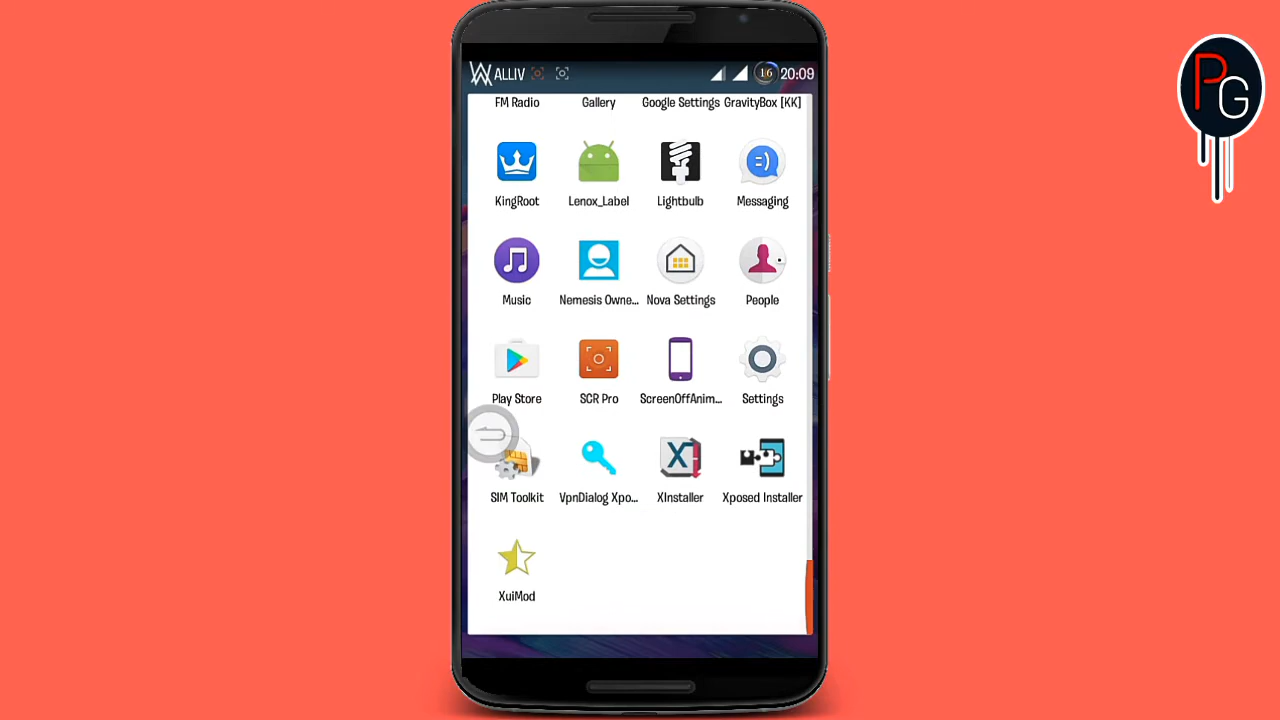 ALLIV 16 20:09
PG
FM Radio Gallery Google Settings GravityBox [KK]
KingRoot Lenox_Label Lightbulb Messaging
Music Nemesis Owne... Nova Settings People
Play Store SCR Pro ScreenOffAnim... Settings
SIM Toolkit VpnDialog Xpo... XInstaller Xposed Installer
XuiMod